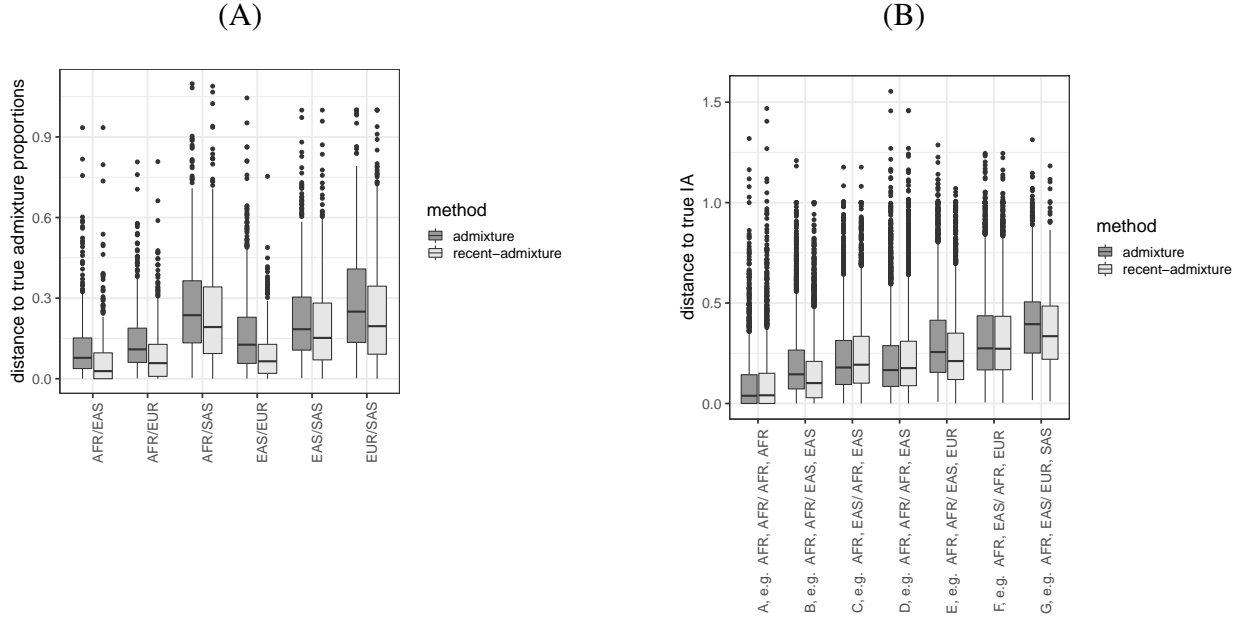 (A)
distance to true admixture proportions
0.9
0.6
0.3
0.0
AFR/EAS
AFR/EUR
AFR/SAS
EAS/EUR
EAS/SAS
EUR/SAS
method
admixture
recent-admixture
(B)
distance to true IA
1.5
1.0
0.5
0.0
A, e.g. AFR, AFR/ AFR, AFR
B, e.g. AFR, AFR/ EAS, EAS
C, e.g. AFR, EAS/ AFR, EAS
D, e.g. AFR, AFR/ AFR, EAS
E, e.g. AFR, AFR/ EAS, EUR
F, e.g. AFR, EAS/ AFR, EUR
G, e.g. AFR, EAS/ EUR, SAS
method
admixture
recent-admixture